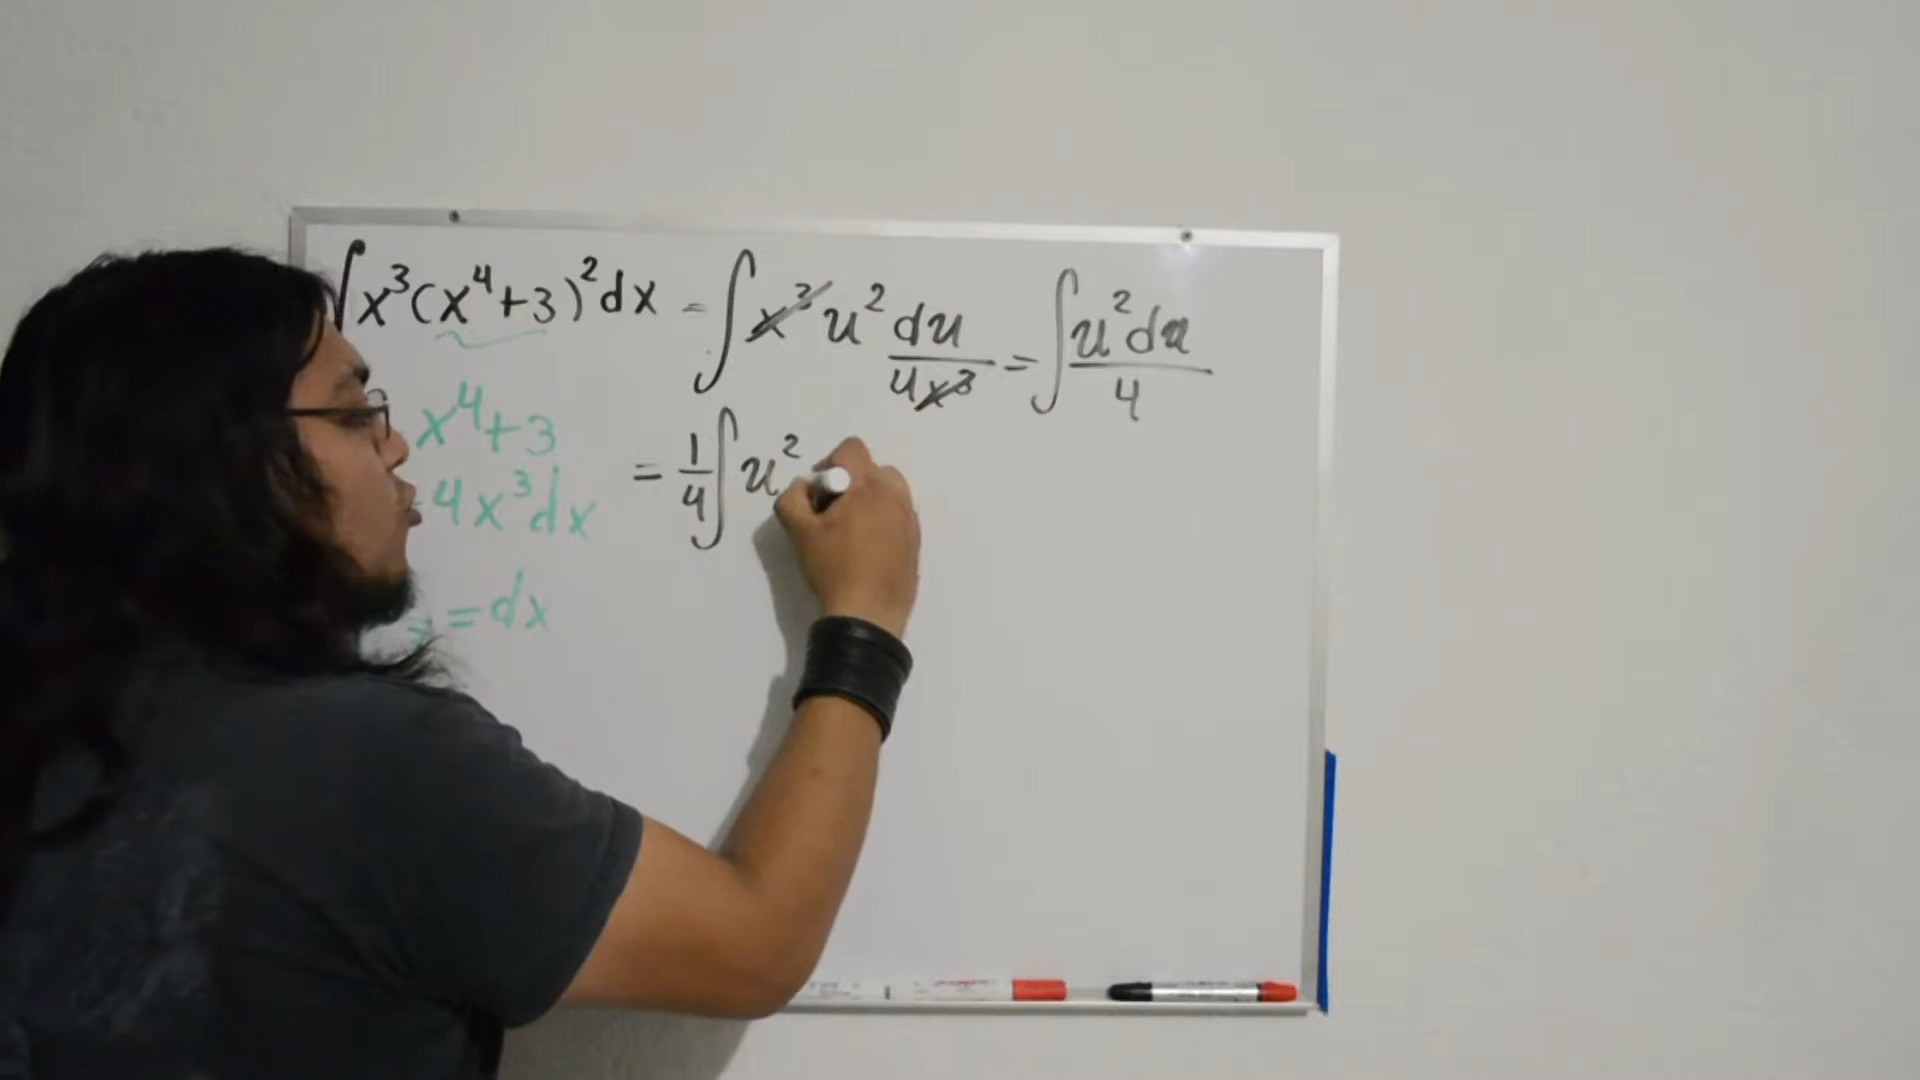 ∫x³(x⁴+3)²dx = ∫x³u² du/4x³ = ∫u²du/4
x⁴+3
4x³dx
= 1/4∫u²
= dx